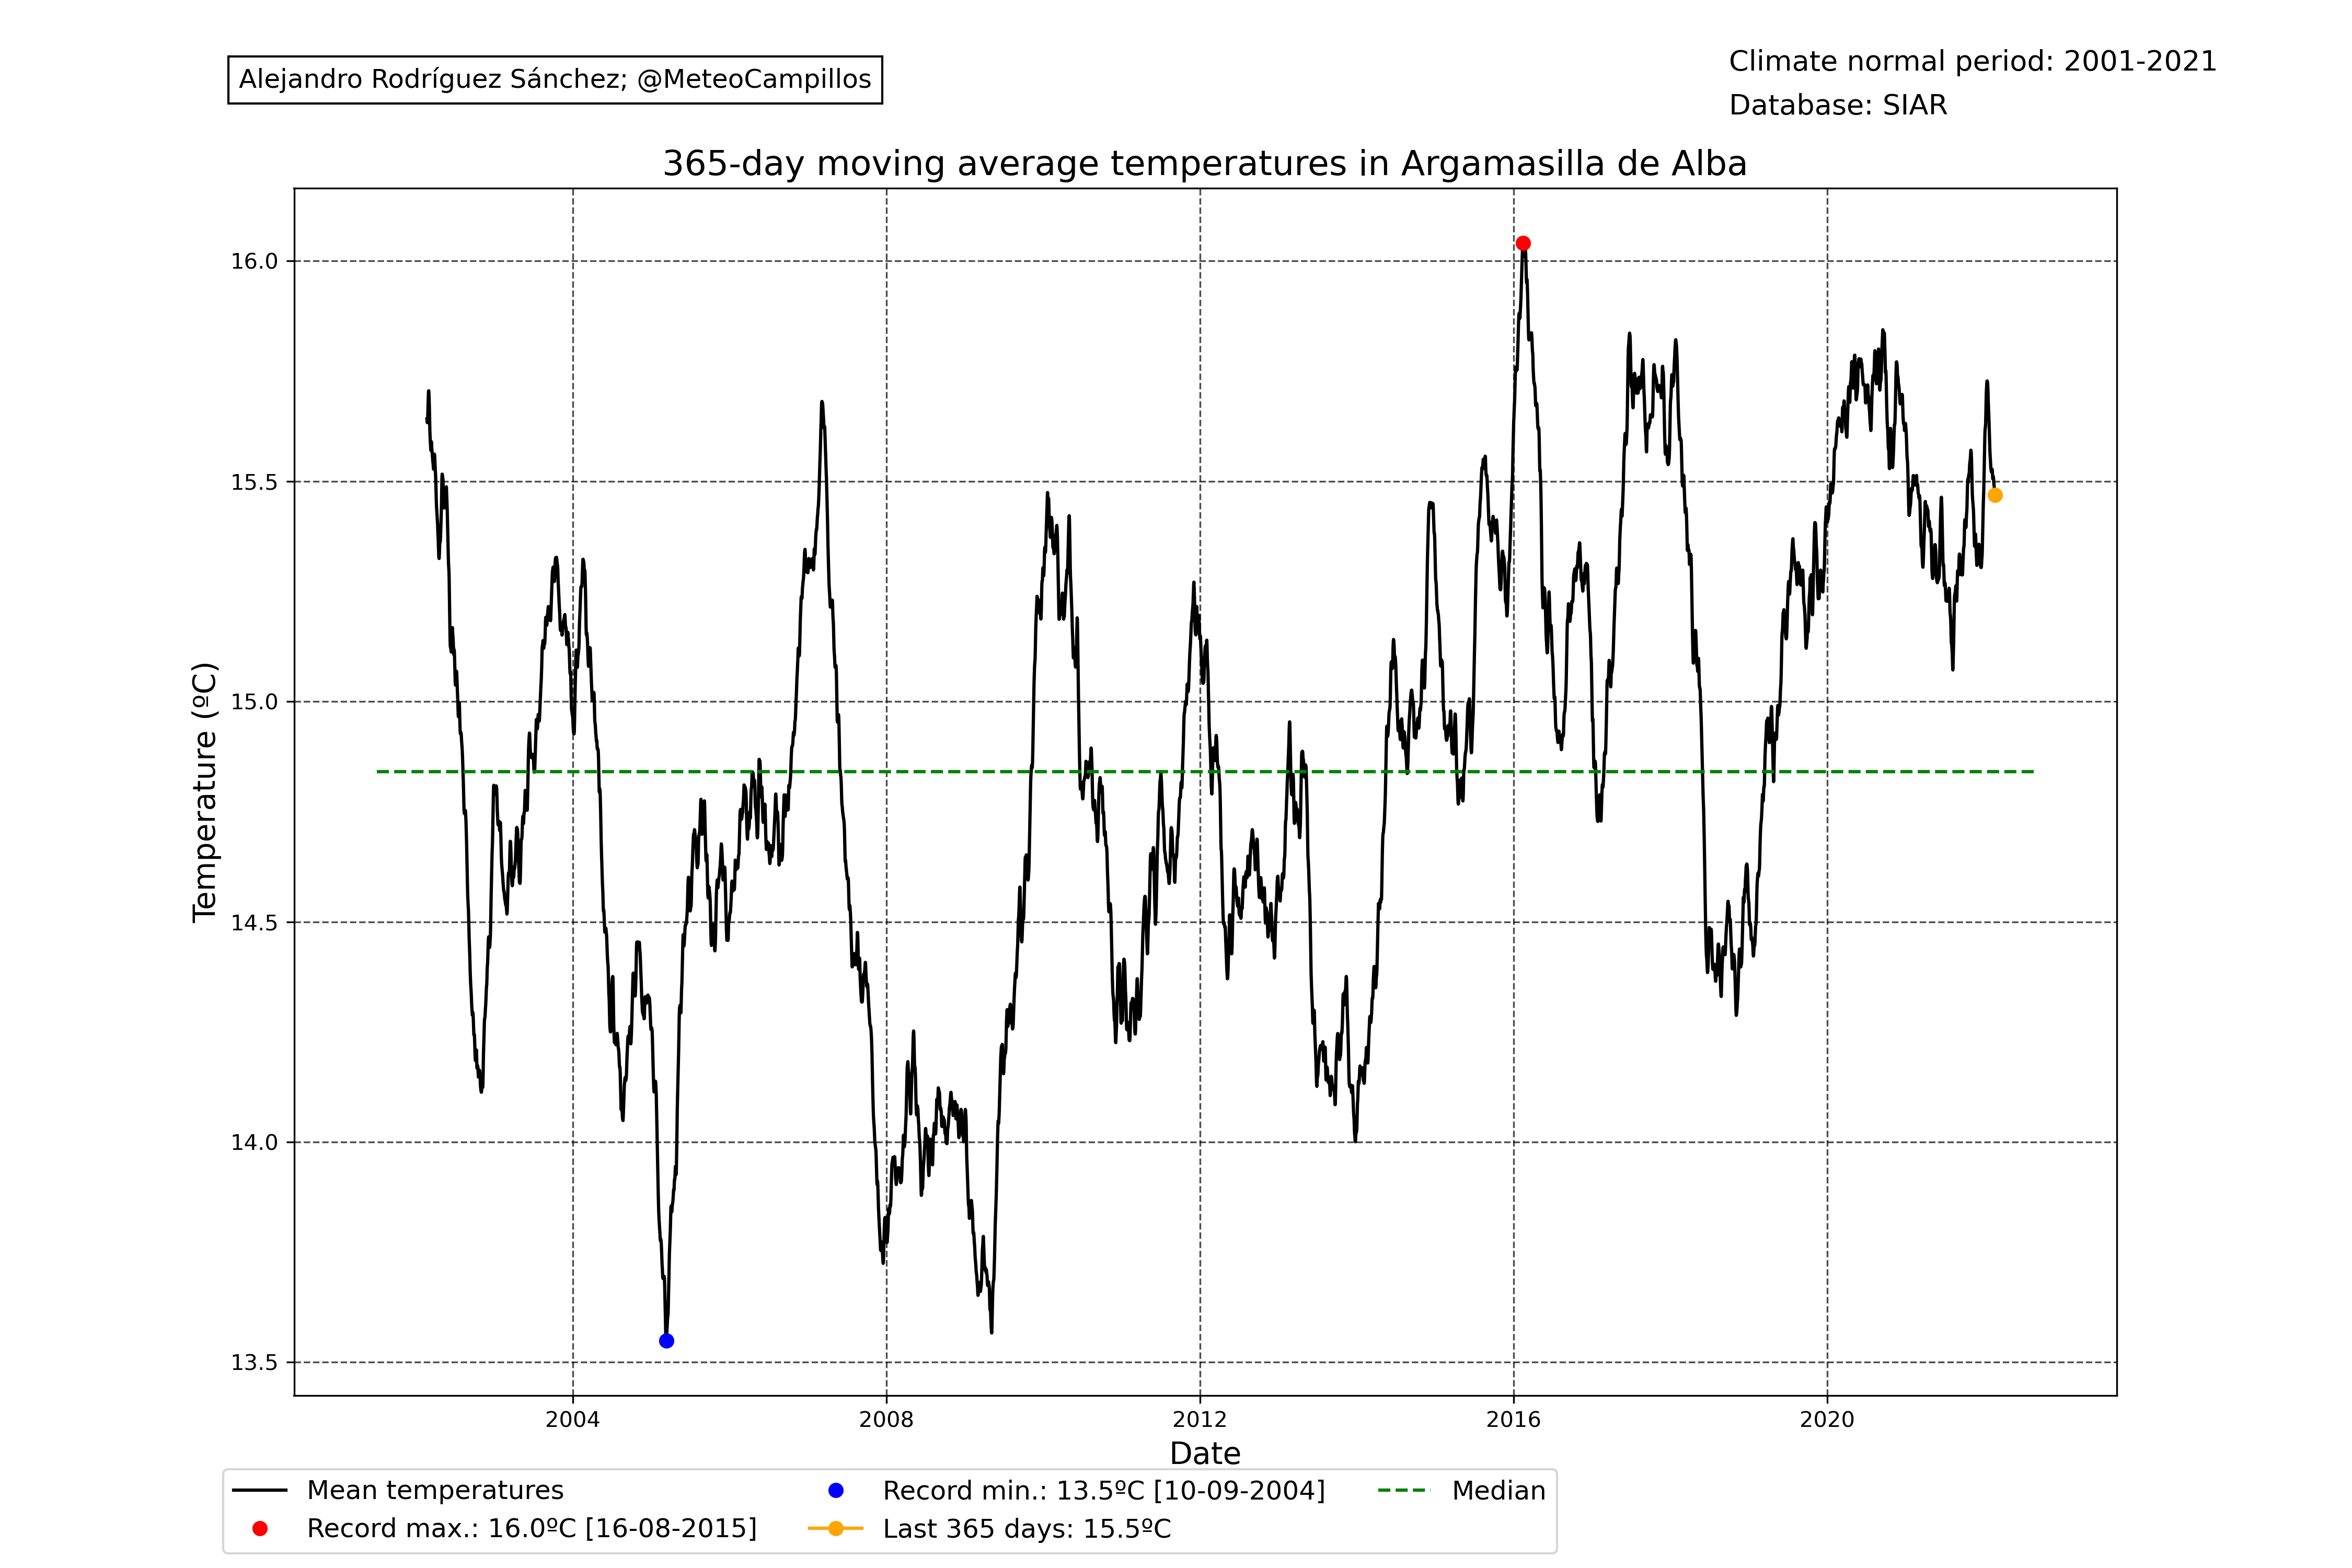 Alejandro Rodríguez Sánchez; @MeteoCampillos
Climate normal period: 2001-2021
Database: SIAR
365-day moving average temperatures in Argamasilla de Alba
16.0
15.5
15.0
14.5
14.0
13.5
Temperature (ºC)
2004 2008 2012 2016 2020
Date
Mean temperatures
Record max.: 16.0ºC [16-08-2015]
Record min.: 13.5ºC [10-09-2004]
Last 365 days: 15.5ºC
Median